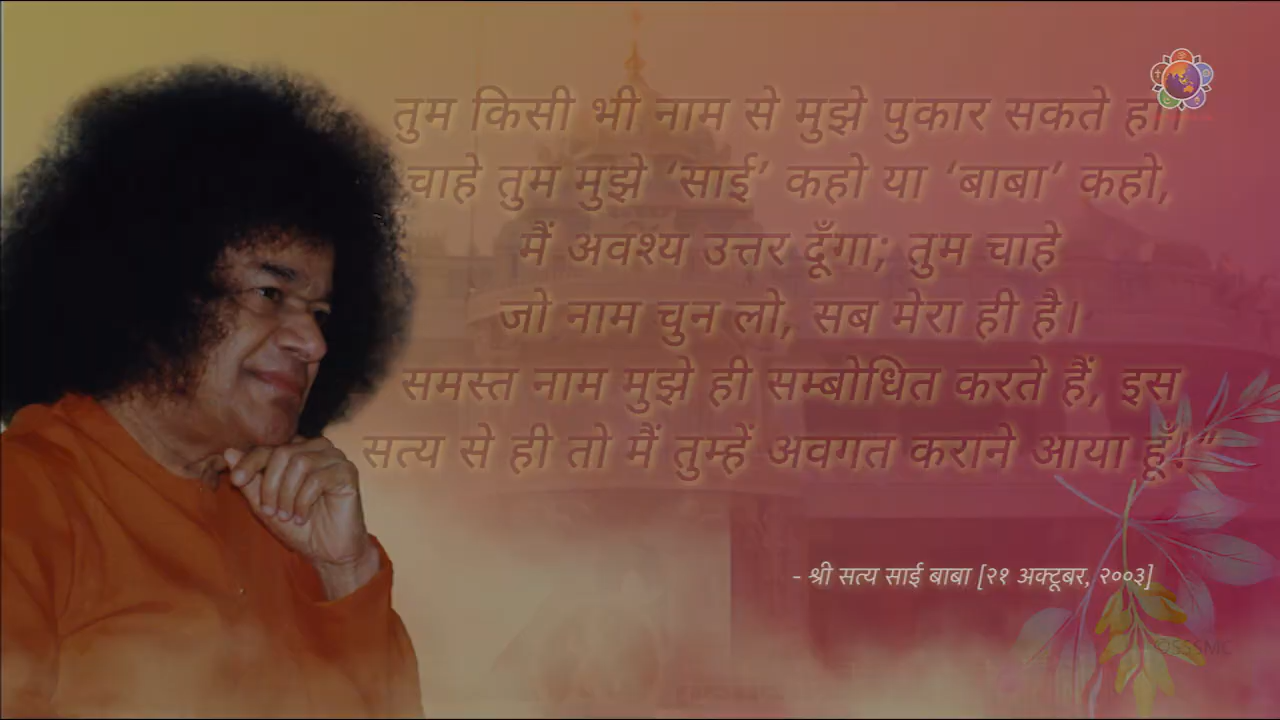 तुम किसी भी नाम से मुझे पुकार सकते हो।
चाहे तुम मुझे ‘साई’ कहो या ‘बाबा’ कहो,
मैं अवश्य उत्तर दूँगा; तुम चाहे
जो नाम चुन लो, सब मेरा ही है।
समस्त नाम मुझे ही सम्बोधित करते हैं, इस
सत्य से ही तो मैं तुम्हें अवगत कराने आया हूँ।”
- श्री सत्य साई बाबा [२१ अक्टूबर, २००३]
©SSSMC